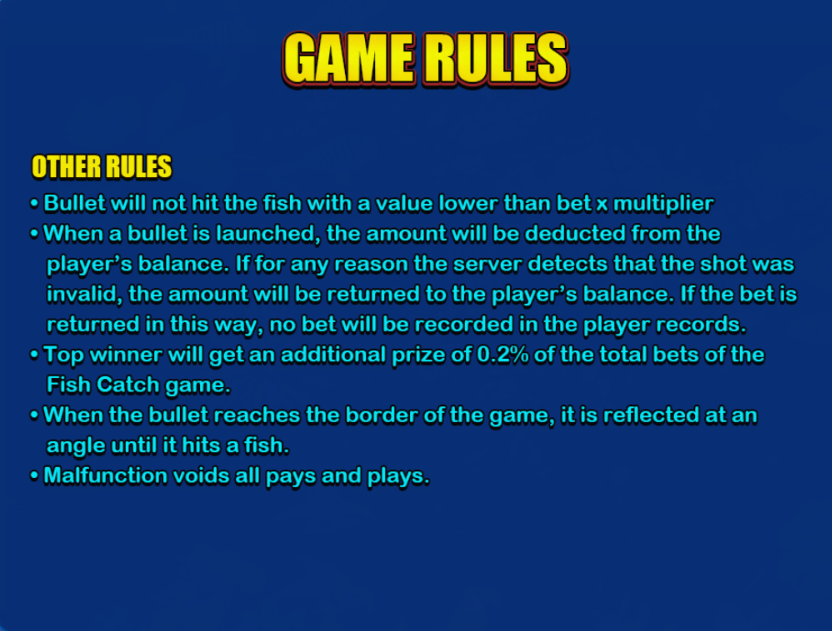 GAME RULES
OTHER RULES
• Bullet will not hit the fish with a value lower than bet x multiplier
• When a bullet is launched, the amount will be deducted from the
player’s balance. If for any reason the server detects that the shot was
invalid, the amount will be returned to the player’s balance. If the bet is
returned in this way, no bet will be recorded in the player records.
• Top winner will get an additional prize of 0.2% of the total bets of the
Fish Catch game.
• When the bullet reaches the border of the game, it is reflected at an
angle until it hits a fish.
• Malfunction voids all pays and plays.